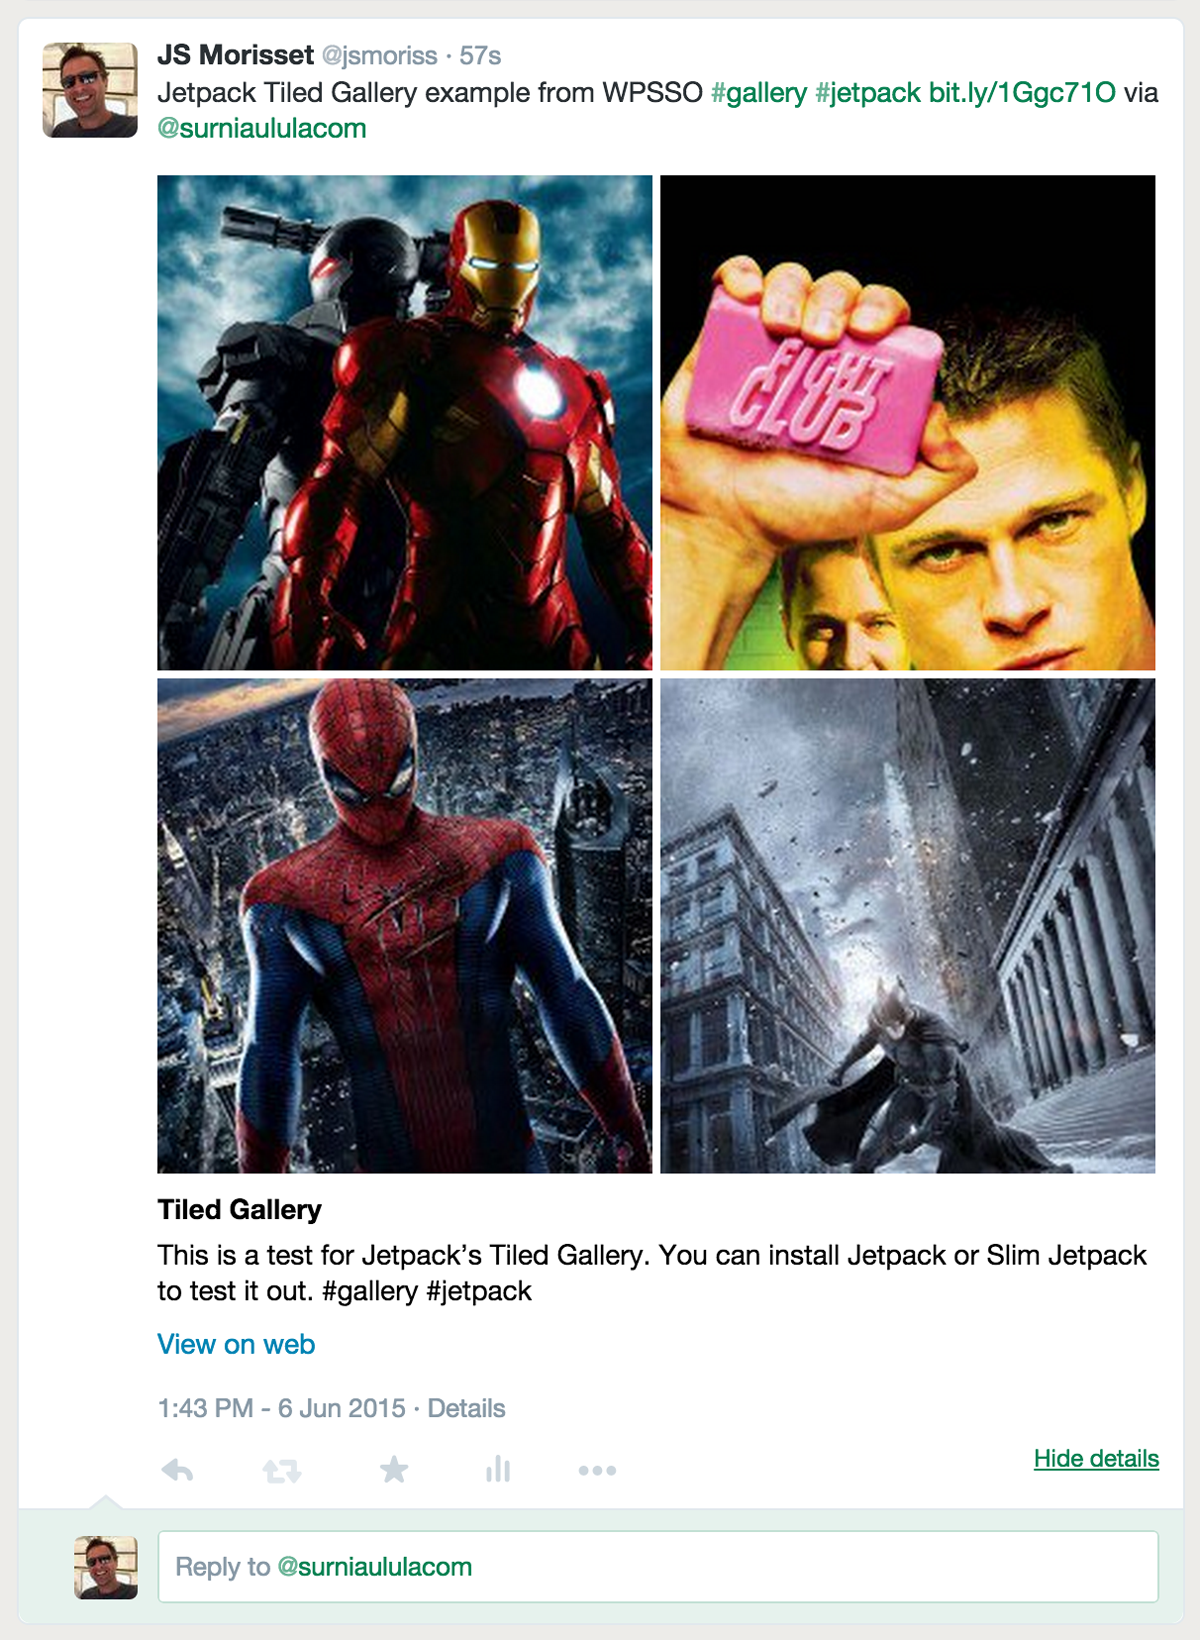 JS Morisset @jsmoriss · 57s
Jetpack Tiled Gallery example from WPSSO #gallery #jetpack bit.ly/1Ggc71O via
@surniaululacom
FIGHT
CLUB
Tiled Gallery
This is a test for Jetpack’s Tiled Gallery. You can install Jetpack or Slim Jetpack
to test it out. #gallery #jetpack
View on web
1:43 PM - 6 Jun 2015 · Details
Hide details
Reply to @surniaululacom